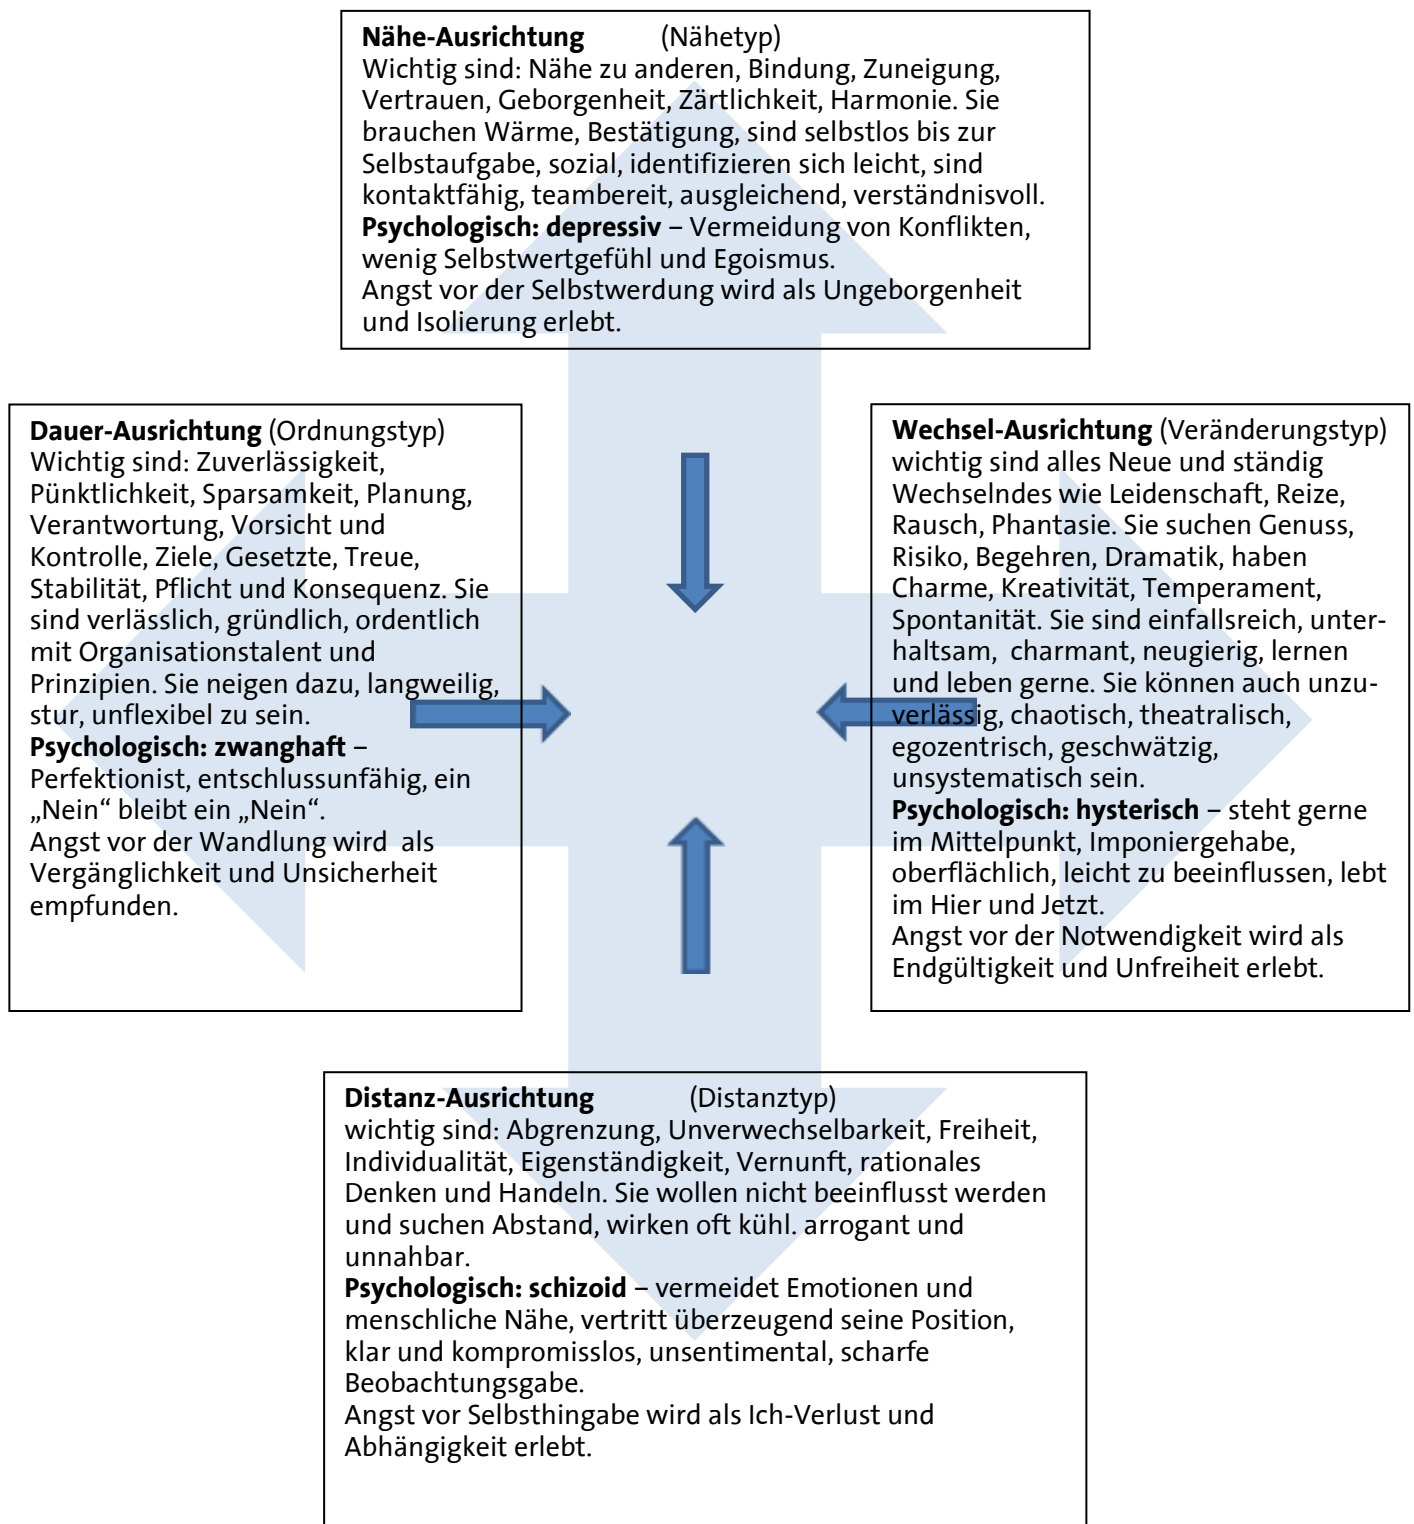 Nähe-Ausrichtung (Nähetyp)
Wichtig sind: Nähe zu anderen, Bindung, Zuneigung,
Vertrauen, Geborgenheit, Zärtlichkeit, Harmonie. Sie
brauchen Wärme, Bestätigung, sind selbstlos bis zur
Selbstaufgabe, sozial, identifizieren sich leicht, sind
kontaktfähig, teambereit, ausgleichend, verständnisvoll.
Psychologisch: depressiv – Vermeidung von Konflikten,
wenig Selbstwertgefühl und Egoismus.
Angst vor der Selbstwerdung wird als Ungeborgenheit
und Isolierung erlebt.
Dauer-Ausrichtung (Ordnungstyp)
Wichtig sind: Zuverlässigkeit,
Pünktlichkeit, Sparsamkeit, Planung,
Verantwortung, Vorsicht und
Kontrolle, Ziele, Gesetzte, Treue,
Stabilität, Pflicht und Konsequenz. Sie
sind verlässlich, gründlich, ordentlich
mit Organisationstalent und
Prinzipien. Sie neigen dazu, langweilig,
stur, unflexibel zu sein.
Psychologisch: zwanghaft –
Perfektionist, entschlussunfähig, ein
„Nein“ bleibt ein „Nein“.
Angst vor der Wandlung wird als
Vergänglichkeit und Unsicherheit
empfunden.
Wechsel-Ausrichtung (Veränderungstyp)
wichtig sind alles Neue und ständig
Wechselndes wie Leidenschaft, Reize,
Rausch, Phantasie. Sie suchen Genuss,
Risiko, Begehren, Dramatik, haben
Charme, Kreativität, Temperament,
Spontanität. Sie sind einfallsreich, unter-
haltsam, charmant, neugierig, lernen
und leben gerne. Sie können auch unzu-
verlässig, chaotisch, theatralisch,
egozentrisch, geschwätzig,
unsystematisch sein.
Psychologisch: hysterisch – steht gerne
im Mittelpunkt, Imponiergehabe,
oberflächlich, leicht zu beeinflussen, lebt
im Hier und Jetzt.
Angst vor der Notwendigkeit wird als
Endgültigkeit und Unfreiheit erlebt.
Distanz-Ausrichtung (Distanztyp)
wichtig sind: Abgrenzung, Unverwechselbarkeit, Freiheit,
Individualität, Eigenständigkeit, Vernunft, rationales
Denken und Handeln. Sie wollen nicht beeinflusst werden
und suchen Abstand, wirken oft kühl. arrogant und
unnahbar.
Psychologisch: schizoid – vermeidet Emotionen und
menschliche Nähe, vertritt überzeugend seine Position,
klar und kompromisslos, unsentimental, scharfe
Beobachtungsgabe.
Angst vor Selbsthingabe wird als Ich-Verlust und
Abhängigkeit erlebt.